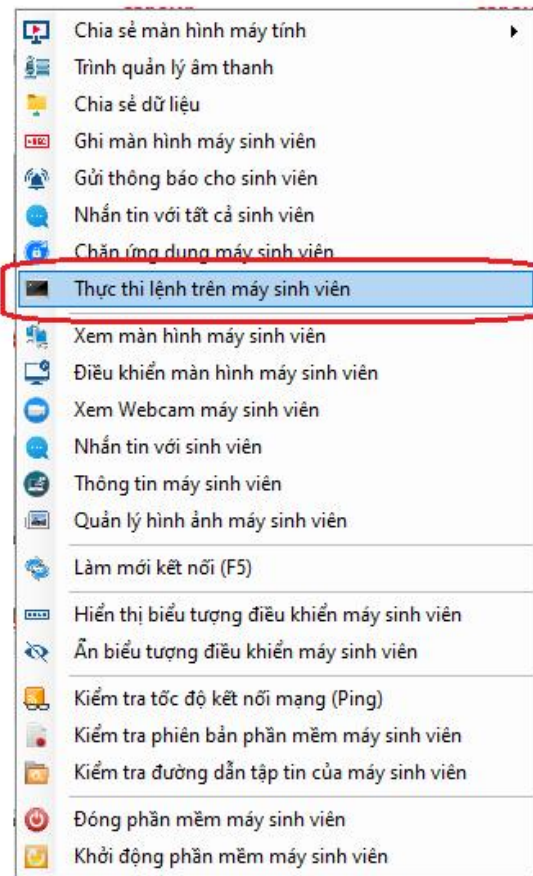 Chia sẻ màn hình máy tính
Trình quản lý âm thanh
Chia sẻ dữ liệu
Ghi màn hình máy sinh viên
Gửi thông báo cho sinh viên
Nhắn tin với tất cả sinh viên
Chặn ứng dụng máy sinh viên
Thực thi lệnh trên máy sinh viên
Xem màn hình máy sinh viên
Điều khiển màn hình máy sinh viên
Xem Webcam máy sinh viên
Nhắn tin với sinh viên
Thông tin máy sinh viên
Quản lý hình ảnh máy sinh viên
Làm mới kết nối (F5)
Hiển thị biểu tượng điều khiển máy sinh viên
Ẩn biểu tượng điều khiển máy sinh viên
Kiểm tra tốc độ kết nối mạng (Ping)
Kiểm tra phiên bản phần mềm máy sinh viên
Kiểm tra đường dẫn tập tin của máy sinh viên
Đóng phần mềm máy sinh viên
Khởi động phần mềm máy sinh viên